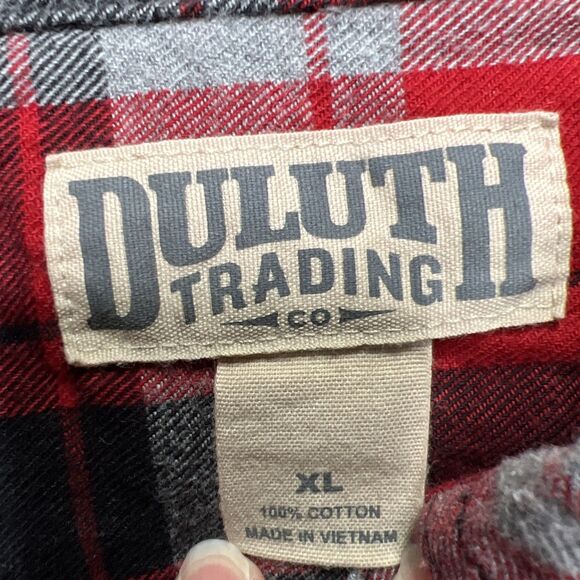 DULUTH
TRADING
CO
XL
100% COTTON
MADE IN VIETNAM